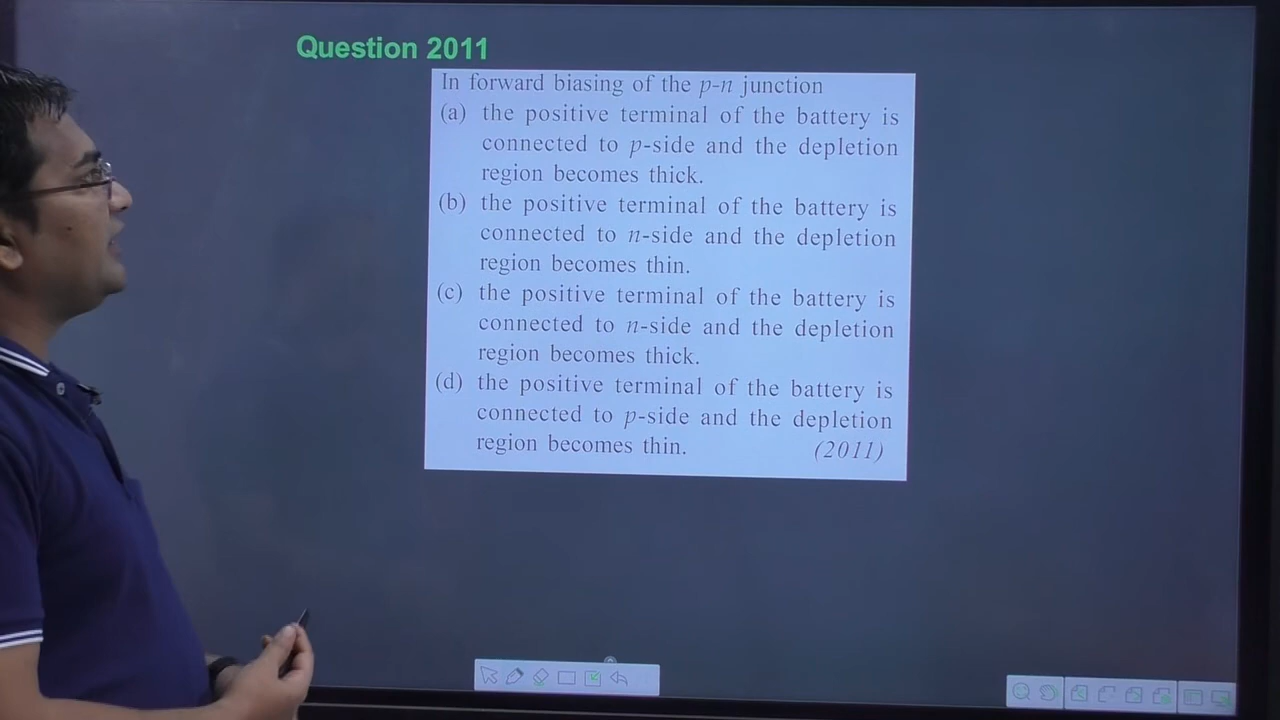 Question 2011
In forward biasing of the p-n junction
(a) the positive terminal of the battery is
connected to p-side and the depletion
region becomes thick.
(b) the positive terminal of the battery is
connected to n-side and the depletion
region becomes thin.
(c) the positive terminal of the battery is
connected to n-side and the depletion
region becomes thick.
(d) the positive terminal of the battery is
connected to p-side and the depletion
region becomes thin. (2011)